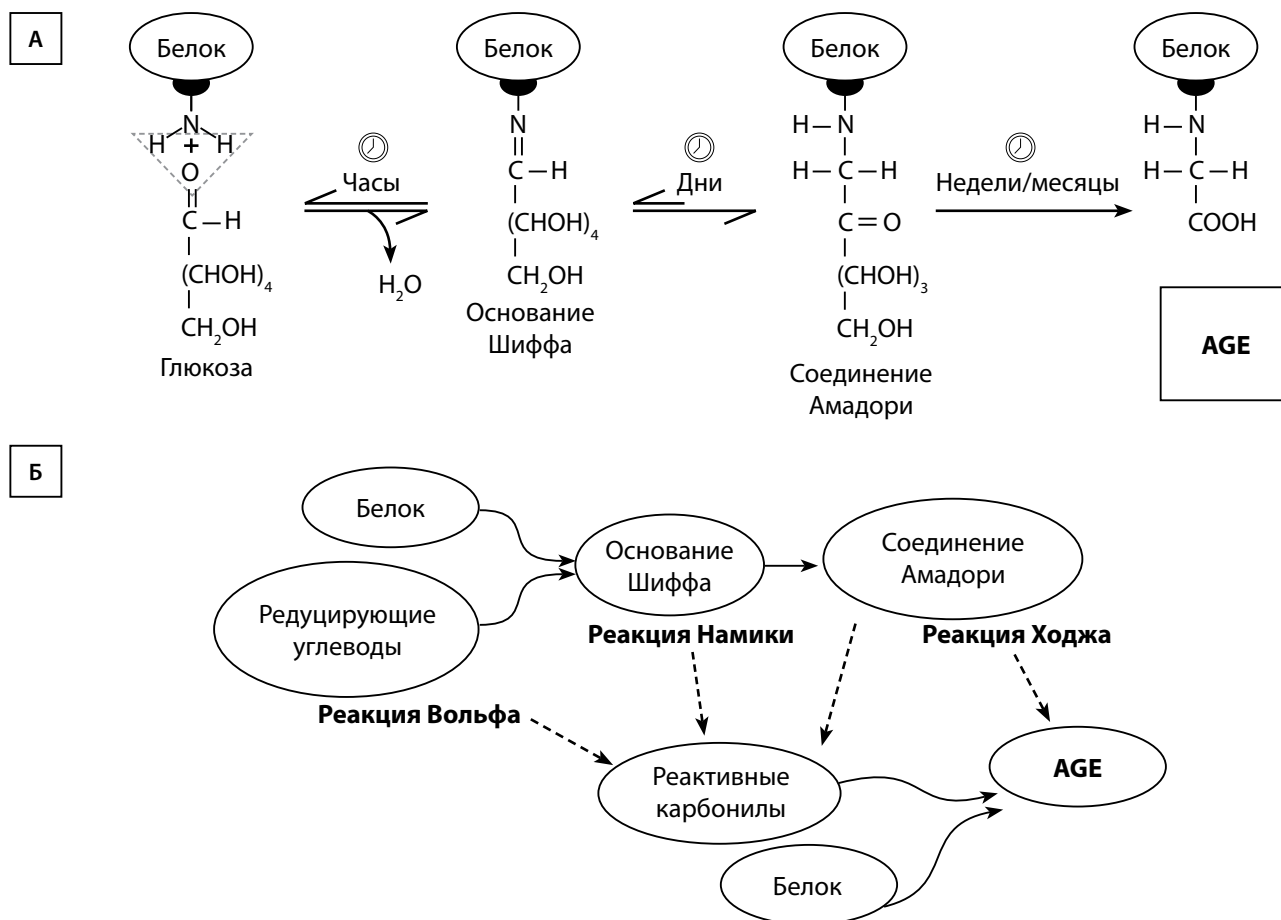 А
Белок
Белок
Белок
Белок
N
H
H
+
O
C
H
(CHOH)4
CH2OH
Глюкоза
Часы
H2O
N
C – H
(CHOH)4
CH2OH
Основание
Шиффа
Дни
H – N
H – C – H
C = O
(CHOH)3
CH2OH
Соединение
Амадори
Недели/месяцы
H – N
H – C – H
COOH
AGE
Б
Белок
Редуцирующие
углеводы
Основание
Шиффа
Соединение
Амадори
Реакция Намики
Реакция Ходжа
Реакция Вольфа
Реактивные
карбонилы
AGE
Белок